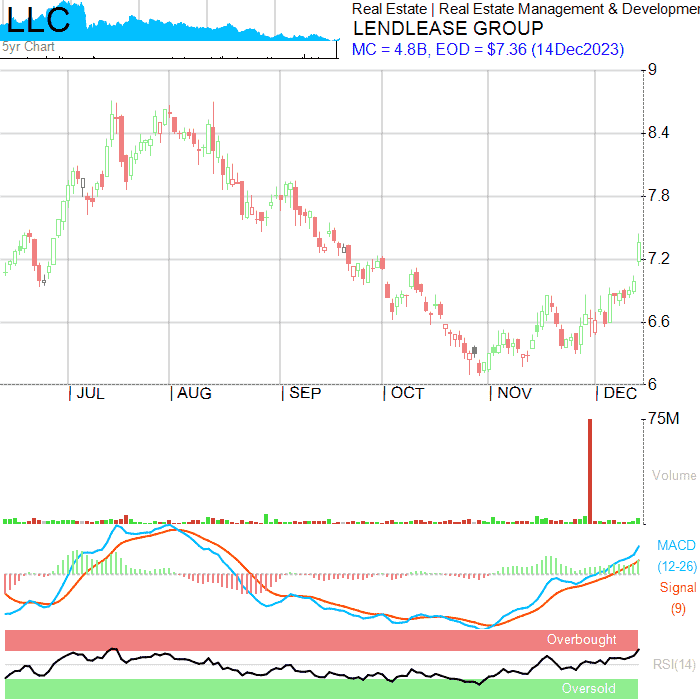 LLC
5yr Chart
Real Estate | Real Estate Management & Developmen
LENDLEASE GROUP
MC = 4.8B, EOD = $7.36 (14Dec2023)
9
8.4
7.8
7.2
6.6
6
JUL AUG SEP OCT NOV DEC
75M
Volume
MACD
(12-26)
Signal
(9)
Overbought
RSI(14)
Oversold